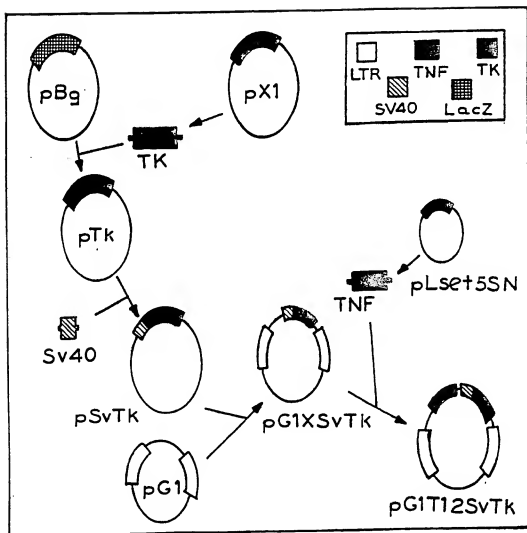 pBg
pX1
LTR TNF TK
SV40 LacZ
TK
pTk
TNF
pLset5SN
Sv40
pSvTk
pG1XSvTk
pG1
pG1T12SvTk